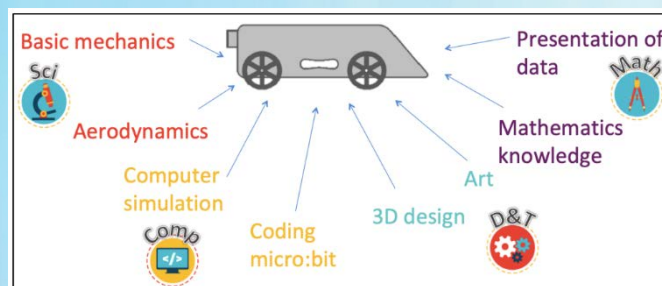 Basic mechanics
Sci
Aerodynamics
Computer
simulation
Comp
</>
Coding
micro:bit
3D design
D&T
Art
Presentation of
data
Math
Mathematics
knowledge